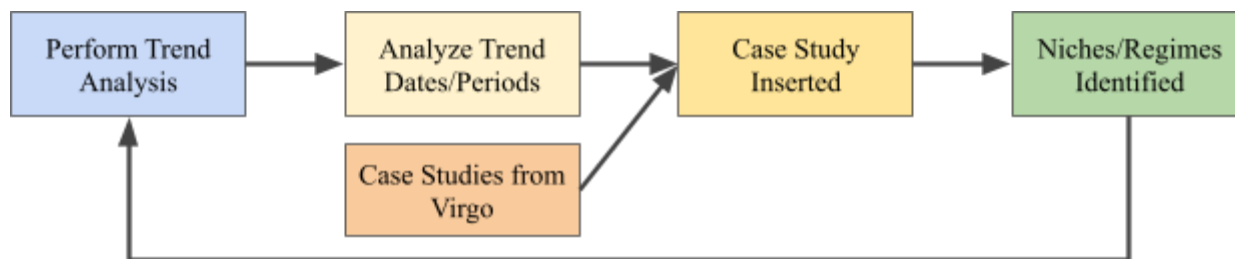 Perform Trend
Analysis
Analyze Trend
Dates/Periods
Case Study
Inserted
Niches/Regimes
Identified
Case Studies from
Virgo